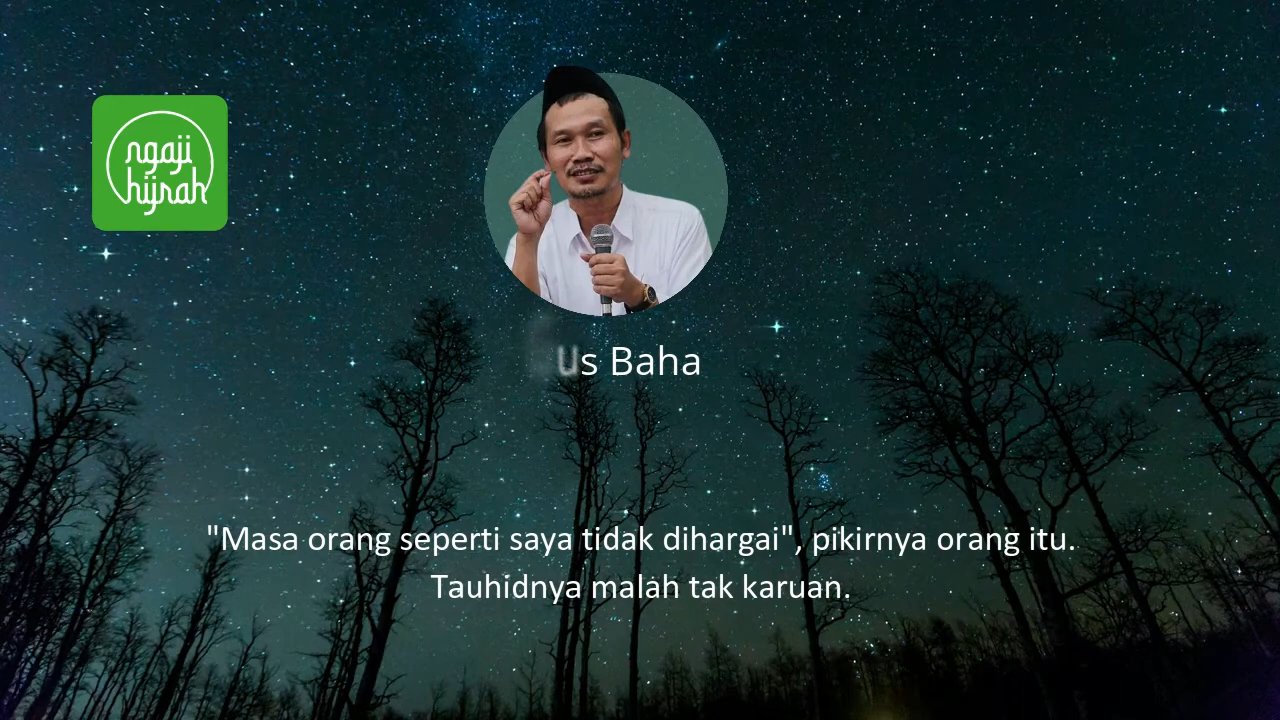 ngaji
hijrah
Us Baha
"Masa orang seperti saya tidak dihargai", pikirnya orang itu.
Tauhidnya malah tak karuan.